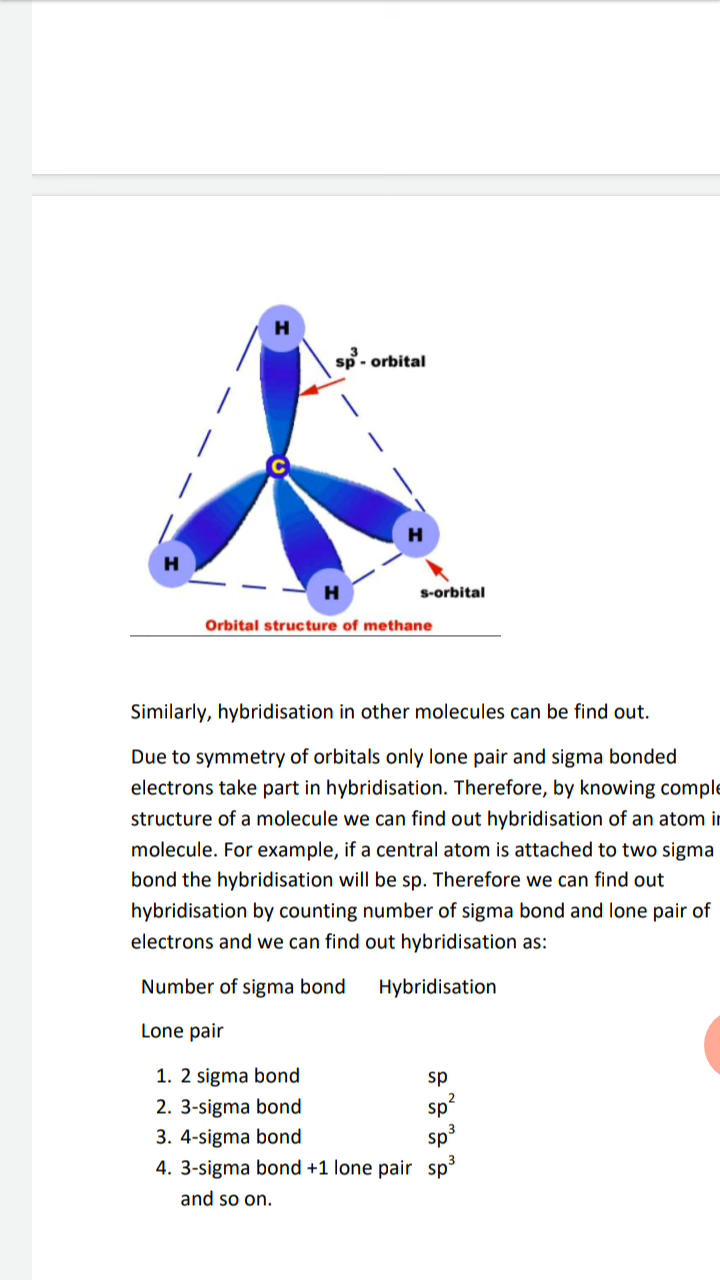 H
sp³- orbital
C
H
H
H
s-orbital
Orbital structure of methane
Similarly, hybridisation in other molecules can be find out.
Due to symmetry of orbitals only lone pair and sigma bonded
electrons take part in hybridisation. Therefore, by knowing
structure of a molecule we can find out hybridisation of an atom
molecule. For example, if a central atom is attached to two sigma
bond the hybridisation will be sp. Therefore we can find out
hybridisation by counting number of sigma bond and lone pair of
electrons and we can find out hybridisation as:
Number of sigma bond Hybridisation
Lone pair
1. 2 sigma bond sp
2. 3-sigma bond sp²
3. 4-sigma bond sp³
4. 3-sigma bond +1 lone pair sp³
and so on.